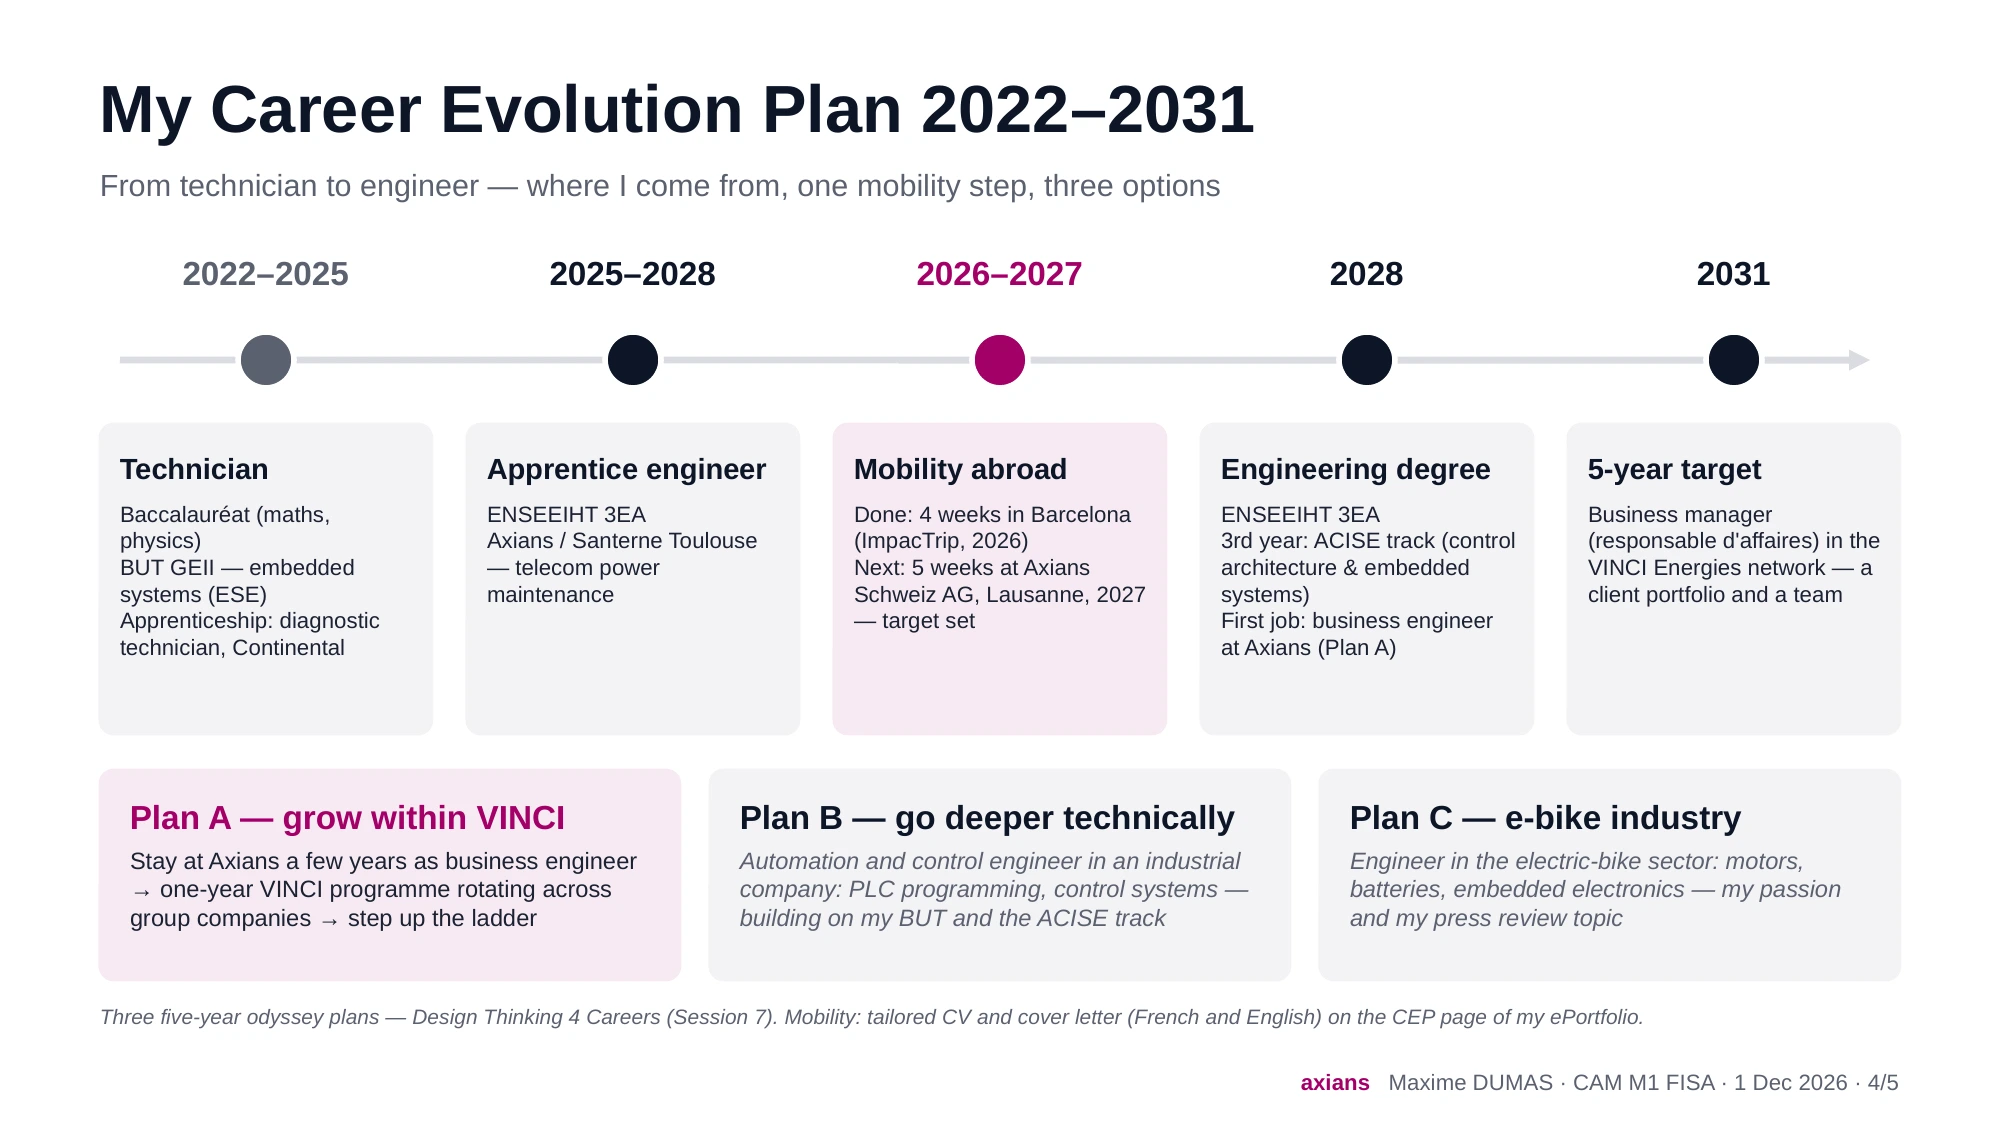 My Career Evolution Plan 2022–2031
From technician to engineer — where I come from, one mobility step, three options
2022–2025
2025–2028
2026–2027
2028
2031
Technician
Baccalauréat (maths,
physics)
BUT GEII — embedded
systems (ESE)
Apprenticeship: diagnostic
technician, Continental
Apprentice engineer
ENSEEIHT 3EA
Axians / Santerne Toulouse
— telecom power
maintenance
Mobility abroad
Done: 4 weeks in Barcelona
(ImpacTrip, 2026)
Next: 5 weeks at Axians
Schweiz AG, Lausanne, 2027
— target set
Engineering degree
ENSEEIHT 3EA
3rd year: ACISE track (control
architecture & embedded
systems)
First job: business engineer
at Axians (Plan A)
5-year target
Business manager
(responsable d'affaires) in the
VINCI Energies network — a
client portfolio and a team
Plan A — grow within VINCI
Stay at Axians a few years as business engineer
→ one-year VINCI programme rotating across
group companies → step up the ladder
Plan B — go deeper technically
Automation and control engineer in an industrial
company: PLC programming, control systems —
building on my BUT and the ACISE track
Plan C — e-bike industry
Engineer in the electric-bike sector: motors,
batteries, embedded electronics — my passion
and my press review topic
Three five-year odyssey plans — Design Thinking 4 Careers (Session 7). Mobility: tailored CV and cover letter (French and English) on the CEP page of my ePortfolio.
axians Maxime DUMAS · CAM M1 FISA · 1 Dec 2026 · 4/5